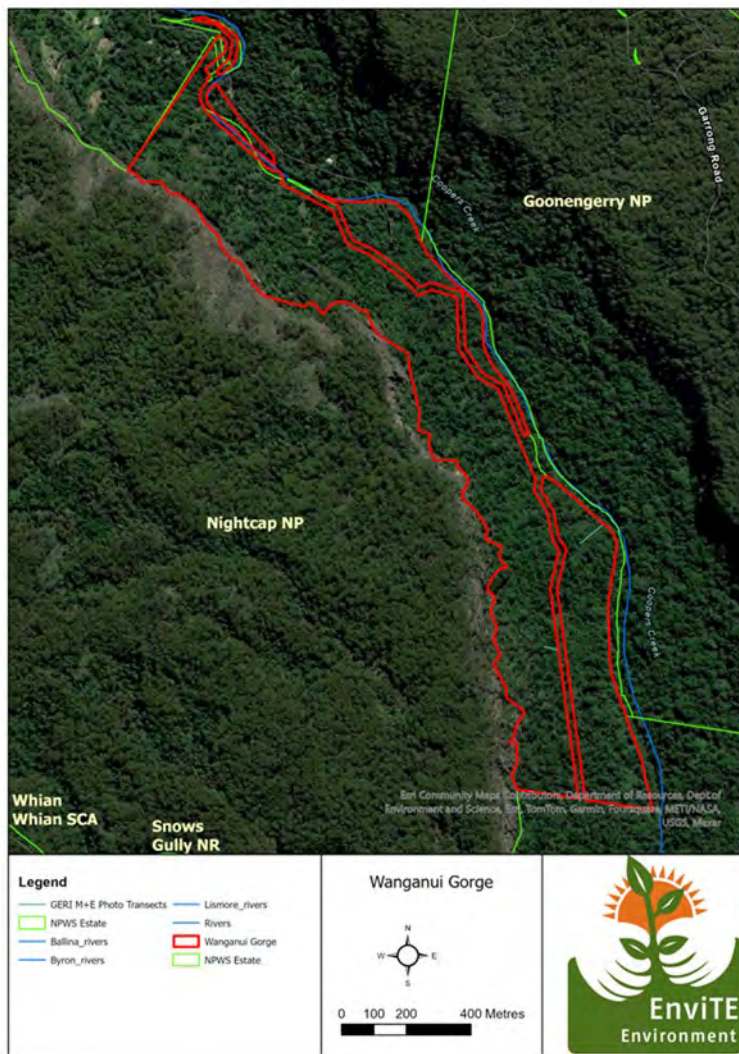 Garrong Road
Coopers Creek
Goonengerry NP
Nightcap NP
Coopers Creek
Whian
Whian SCA
Snows
Gully NR
Esri Community Maps Contributors, Department of Resources, Dept of
Environment and Science, Esri, TomTom, Garmin, Foursquare, METI/NASA,
USGS, Maxar
Legend
GERI M+E Photo Transects
NPWS Estate
Ballina_rivers
Byron_rivers
Lismore_rivers
Rivers
Wanganui Gorge
NPWS Estate
Wanganui Gorge
N
W E
S
0 100 200 400 Metres
EnviTE
Environment